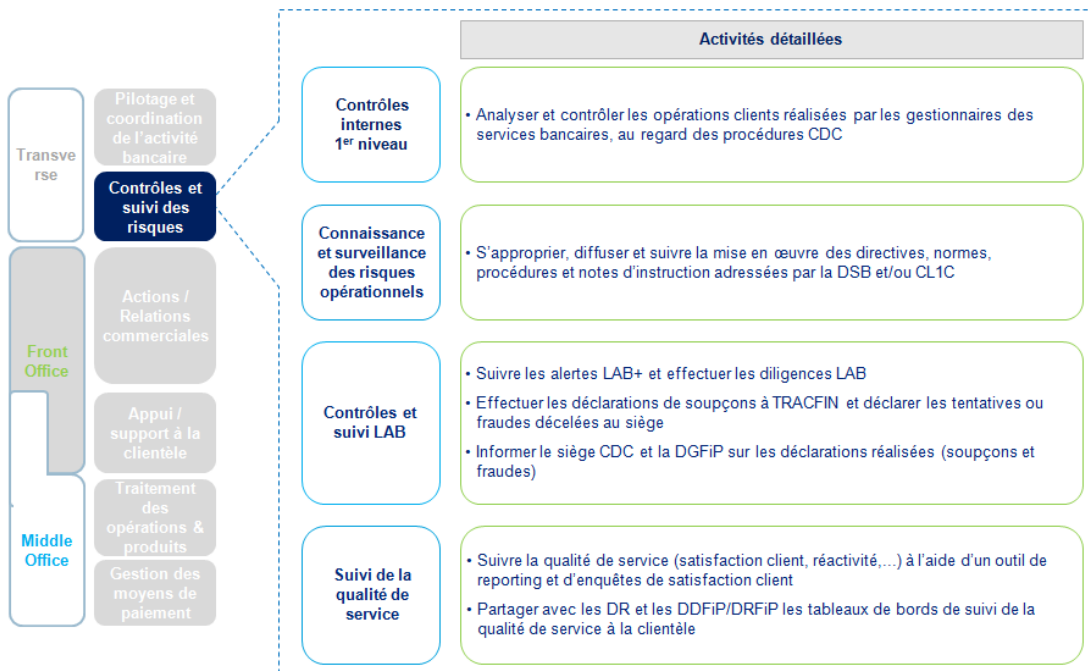 Activités détaillées
Transve
rse
Front
Office
Middle
Office
Pilotage et
coordination
de l'activité
bancaire
Contrôles et
suivi des
risques
Actions /
Relations
commerciales
Appui /
support à la
clientèle
Traitement
des
opérations &
produits
Gestion des
moyens de
paiement
Contrôles
internes
1er niveau
• Analyser et contrôler les opérations clients réalisées par les gestionnaires des
services bancaires, au regard des procédures CDC
Connaissance
et surveillance
des risques
opérationnels
• S'approprier, diffuser et suivre la mise en œuvre des directives, normes,
procédures et notes d'instruction adressées par la DSB et/ou CL1C
Contrôles et
suivi LAB
• Suivre les alertes LAB+ et effectuer les diligences LAB
• Effectuer les déclarations de soupçons à TRACFIN et déclarer les tentatives ou
fraudes décelées au siège
• Informer le siège CDC et la DGFiP sur les déclarations réalisées (soupçons et
fraudes)
Suivi de la
qualité de
service
• Suivre la qualité de service (satisfaction client, réactivité,...) à l'aide d'un outil de
reporting et d'enquêtes de satisfaction client
• Partager avec les DR et les DDFiP/DRFiP les tableaux de bords de suivi de la
qualité de service à la clientèle